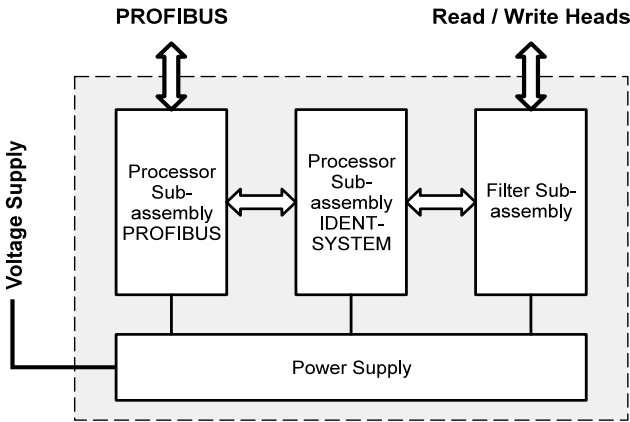 PROFIBUS
Read / Write Heads
Voltage Supply
Processor
Sub-
assembly
PROFIBUS
Processor
Sub-
assembly
IDENT-
SYSTEM
Filter Sub-
assembly
Power Supply